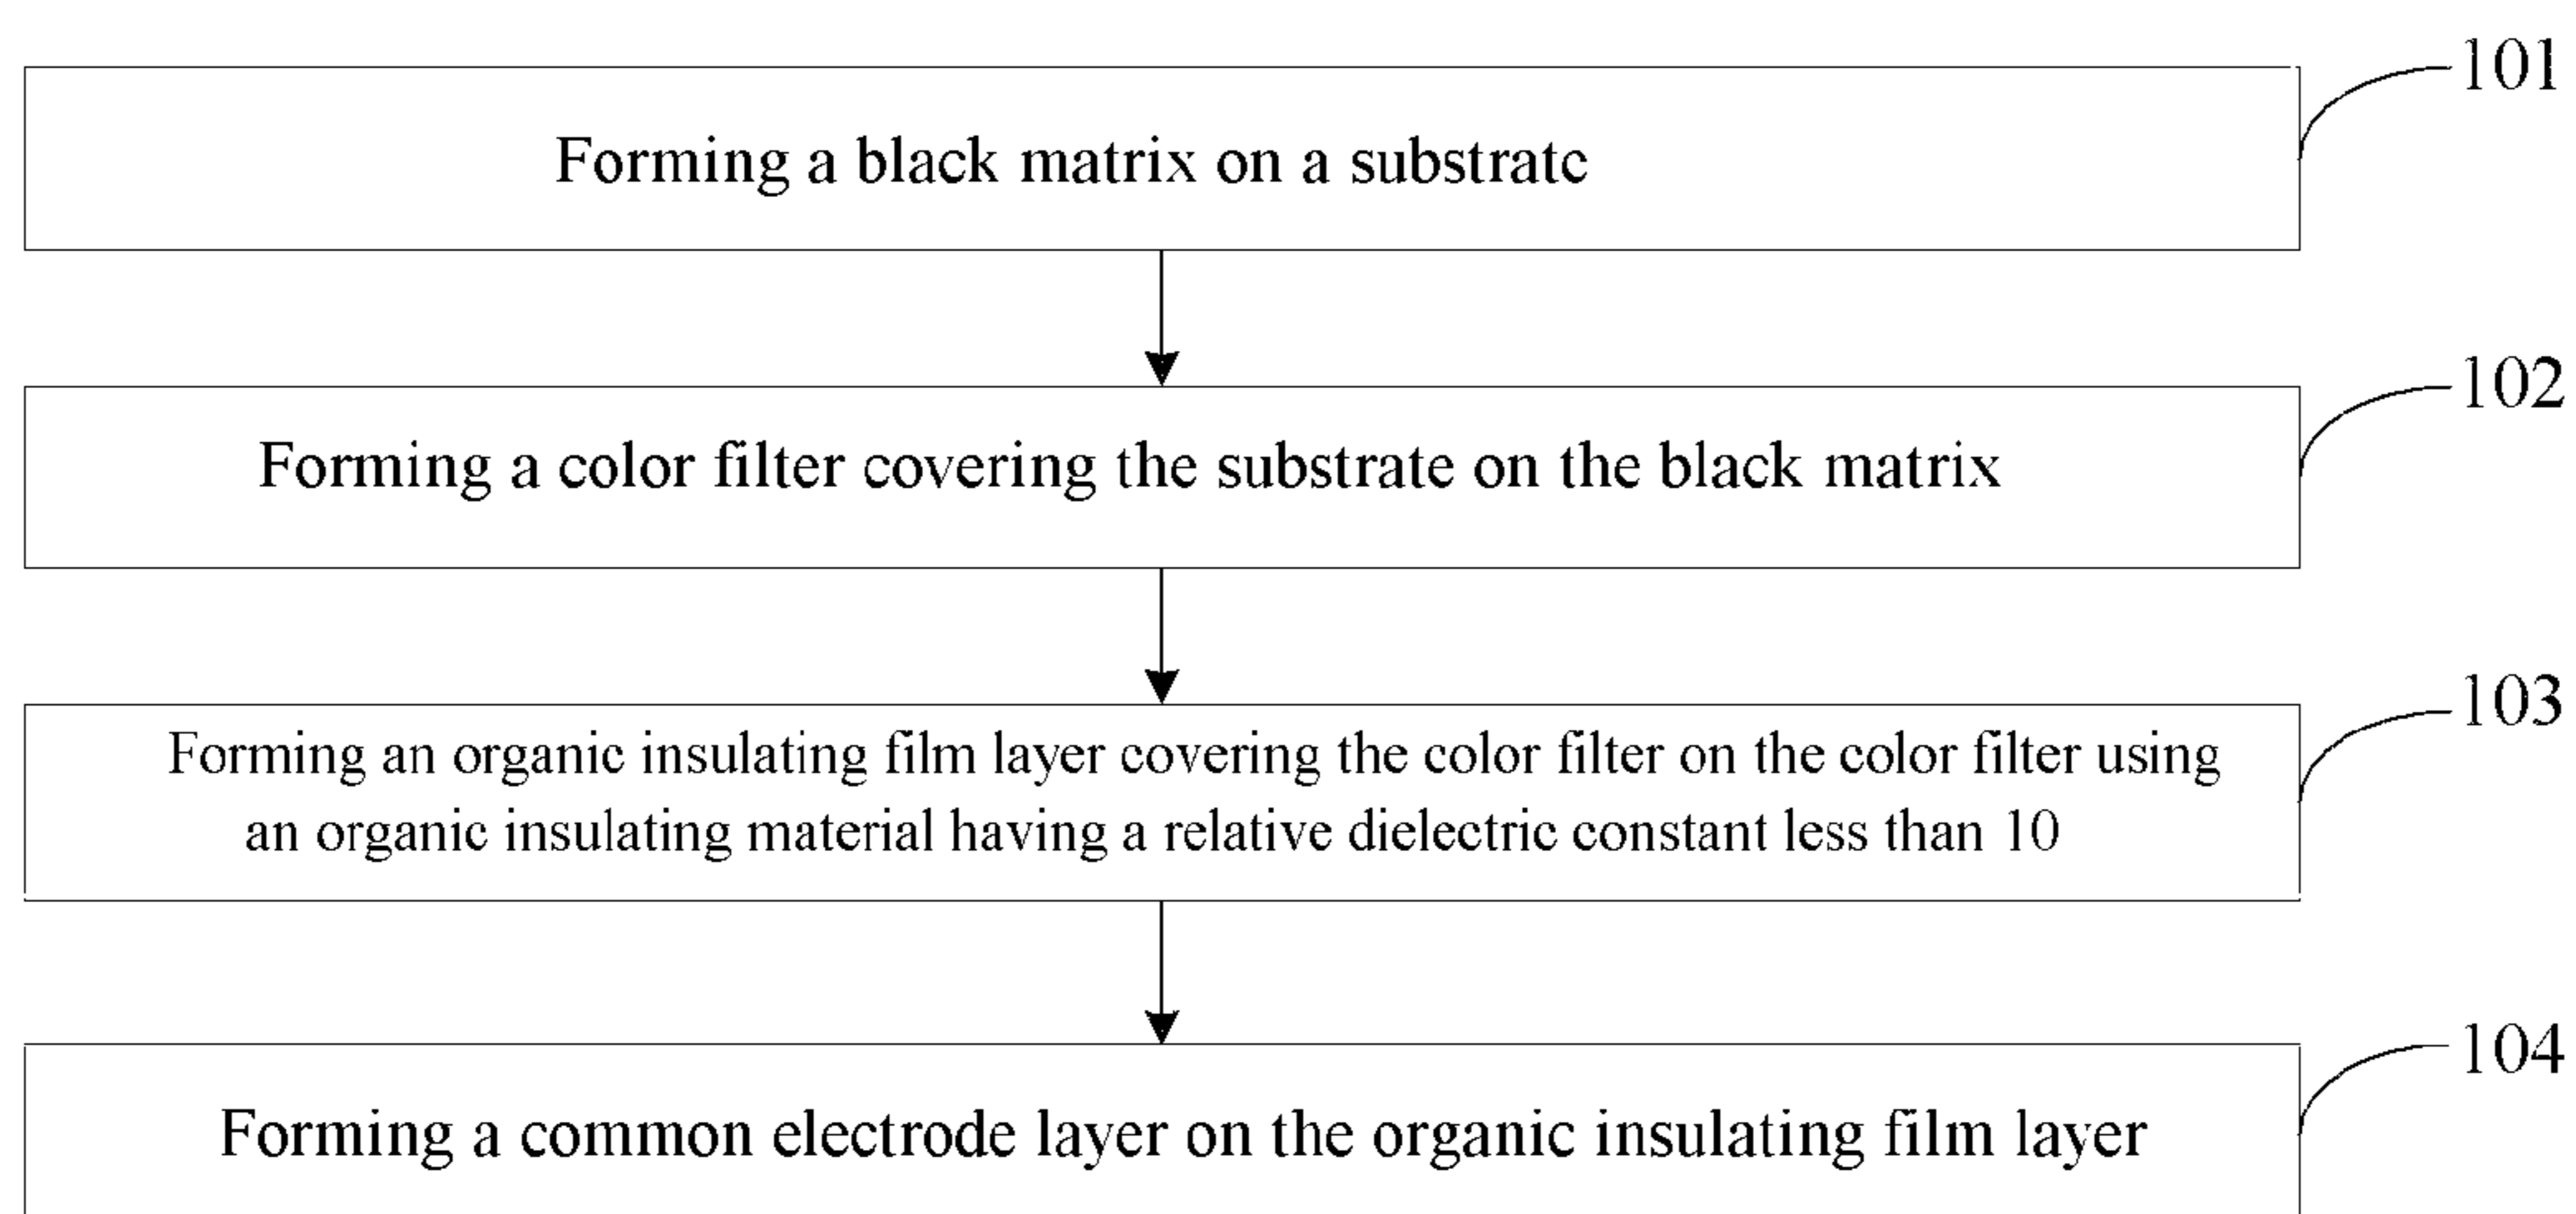 101
Forming a black matrix on a substrate
102
Forming a color filter covering the substrate on the black matrix
103
Forming an organic insulating film layer covering the color filter on the color filter using
an organic insulating material having a relative dielectric constant less than 10
104
Forming a common electrode layer on the organic insulating film layer